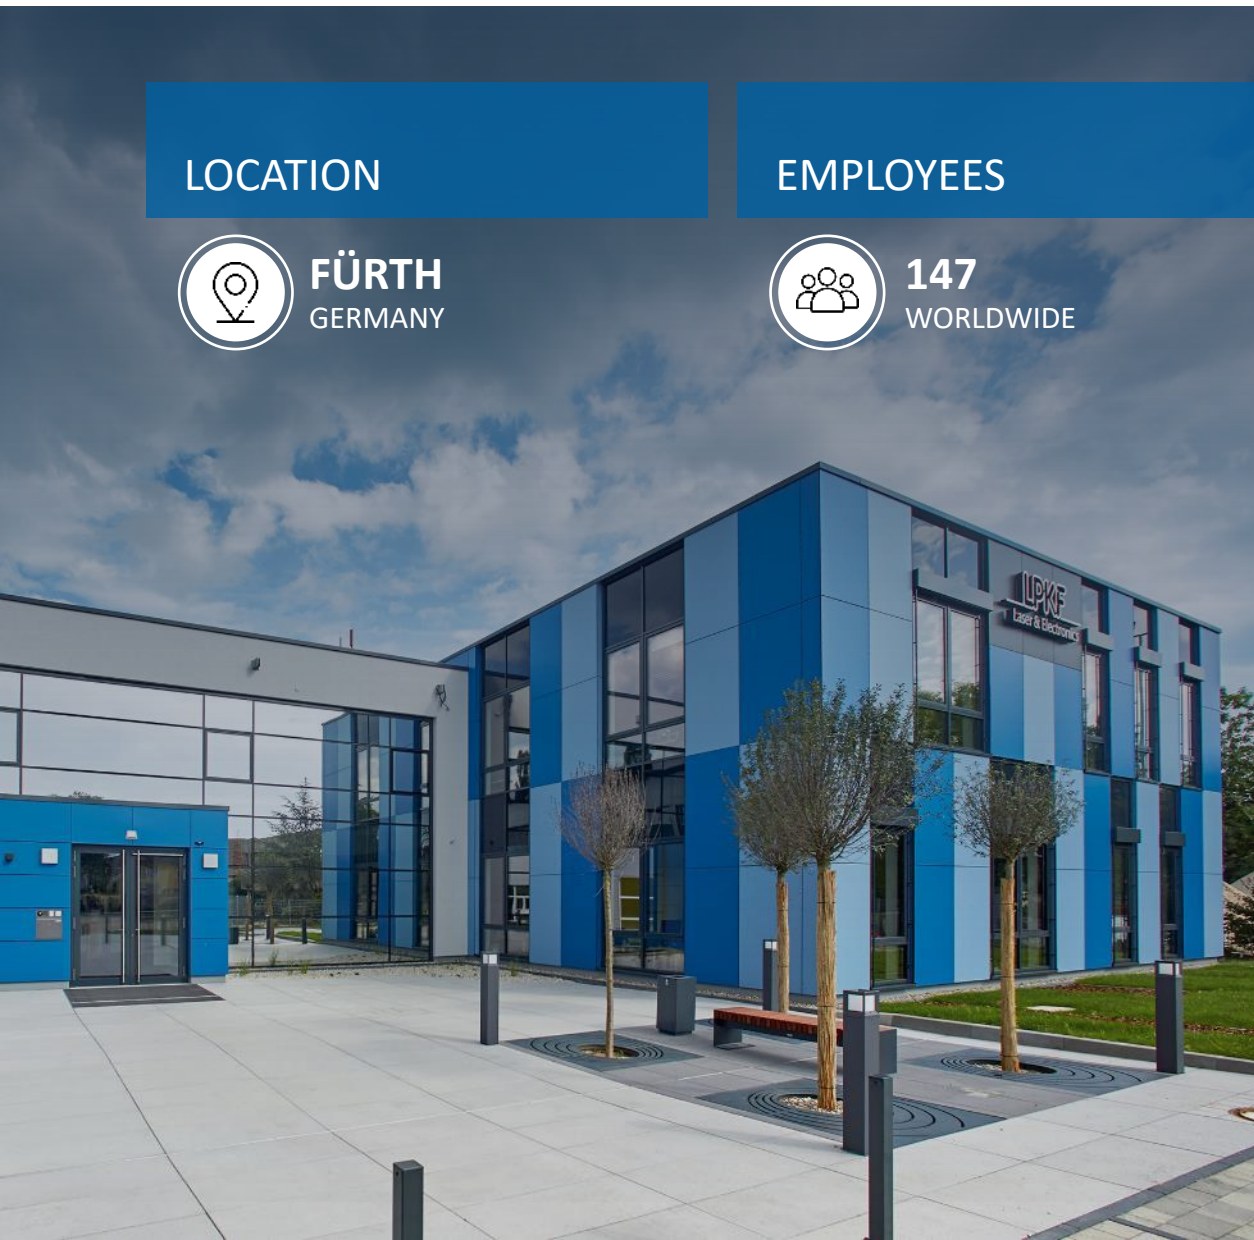 LOCATION
EMPLOYEES
FÜRTH
GERMANY
147
WORLDWIDE
LPKF
Laser & Electronics